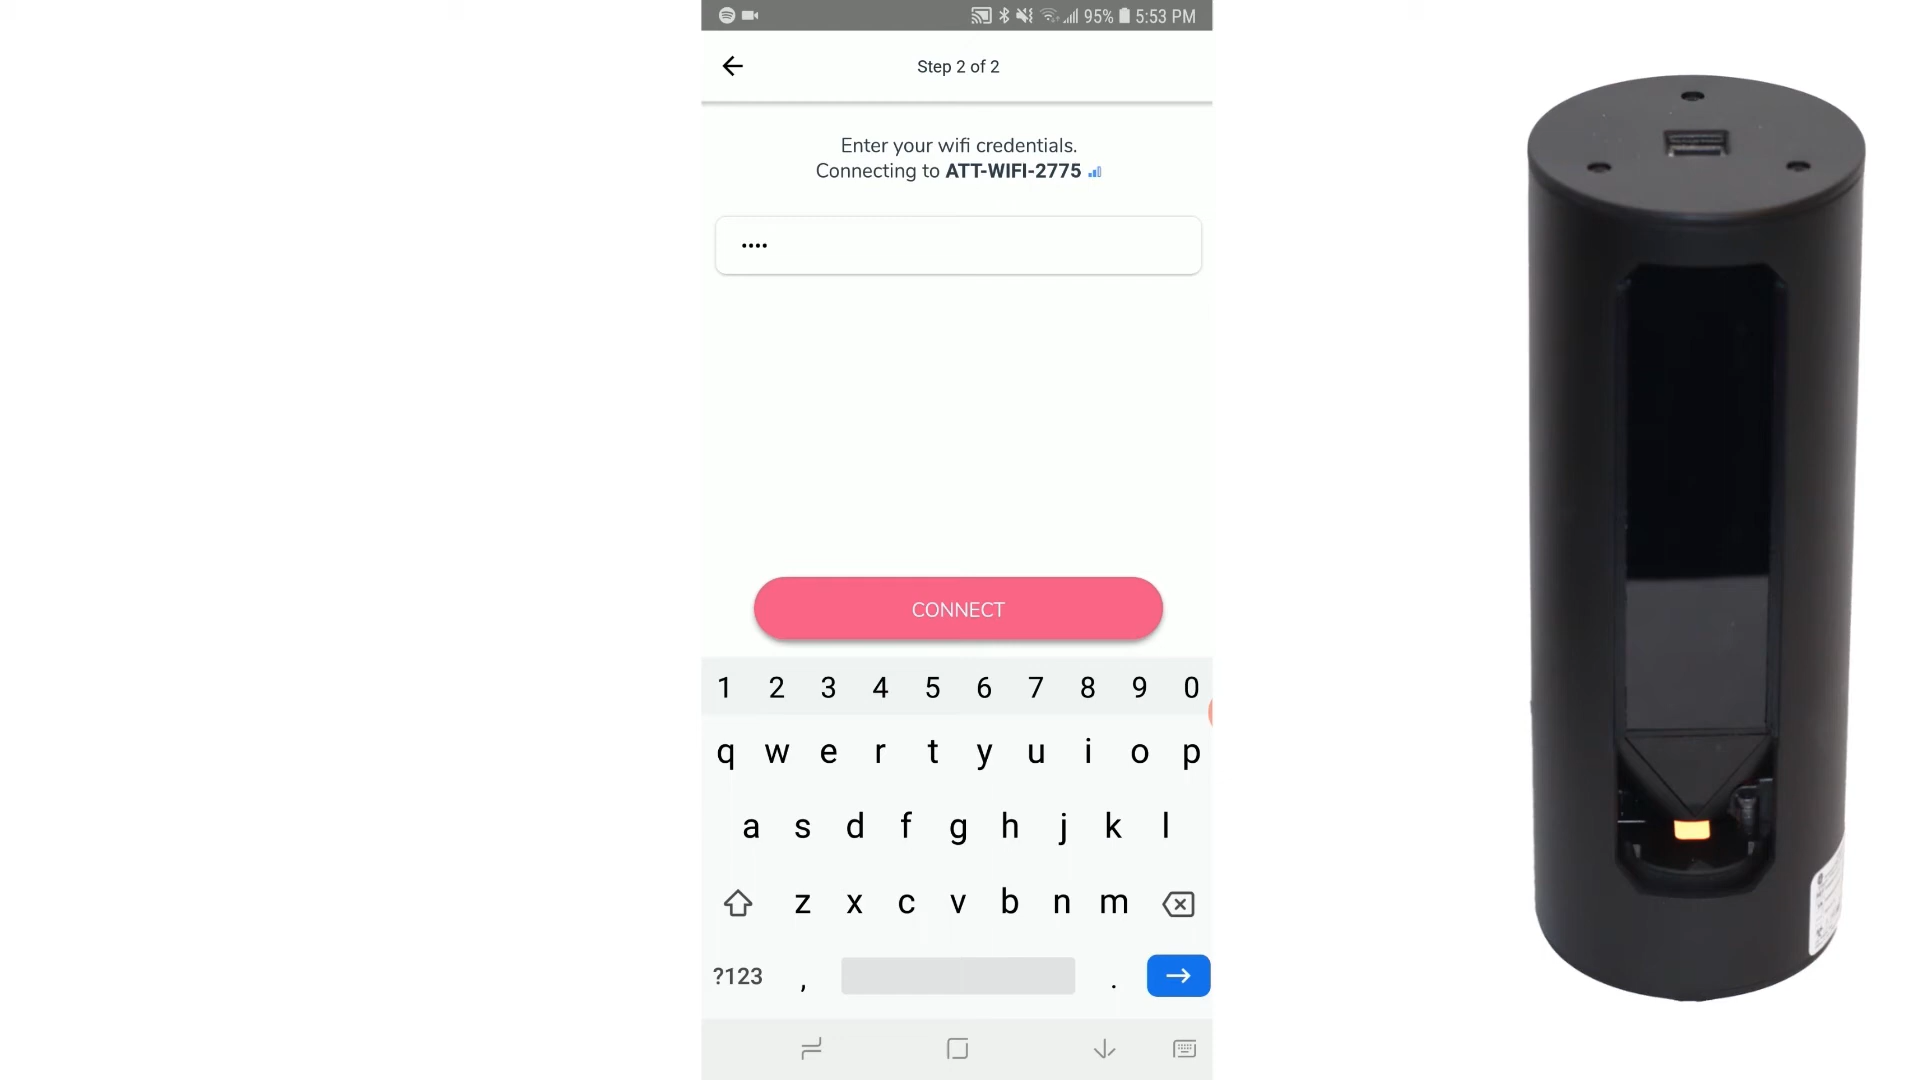 95% 5:53 PM
Step 2 of 2
Enter your wifi credentials.
Connecting to ATT-WIFI-2775
••••
CONNECT
1 2 3 4 5 6 7 8 9 0
q w e r t y u i o p
a s d f g h j k l
z x c v b n m
?123 , .